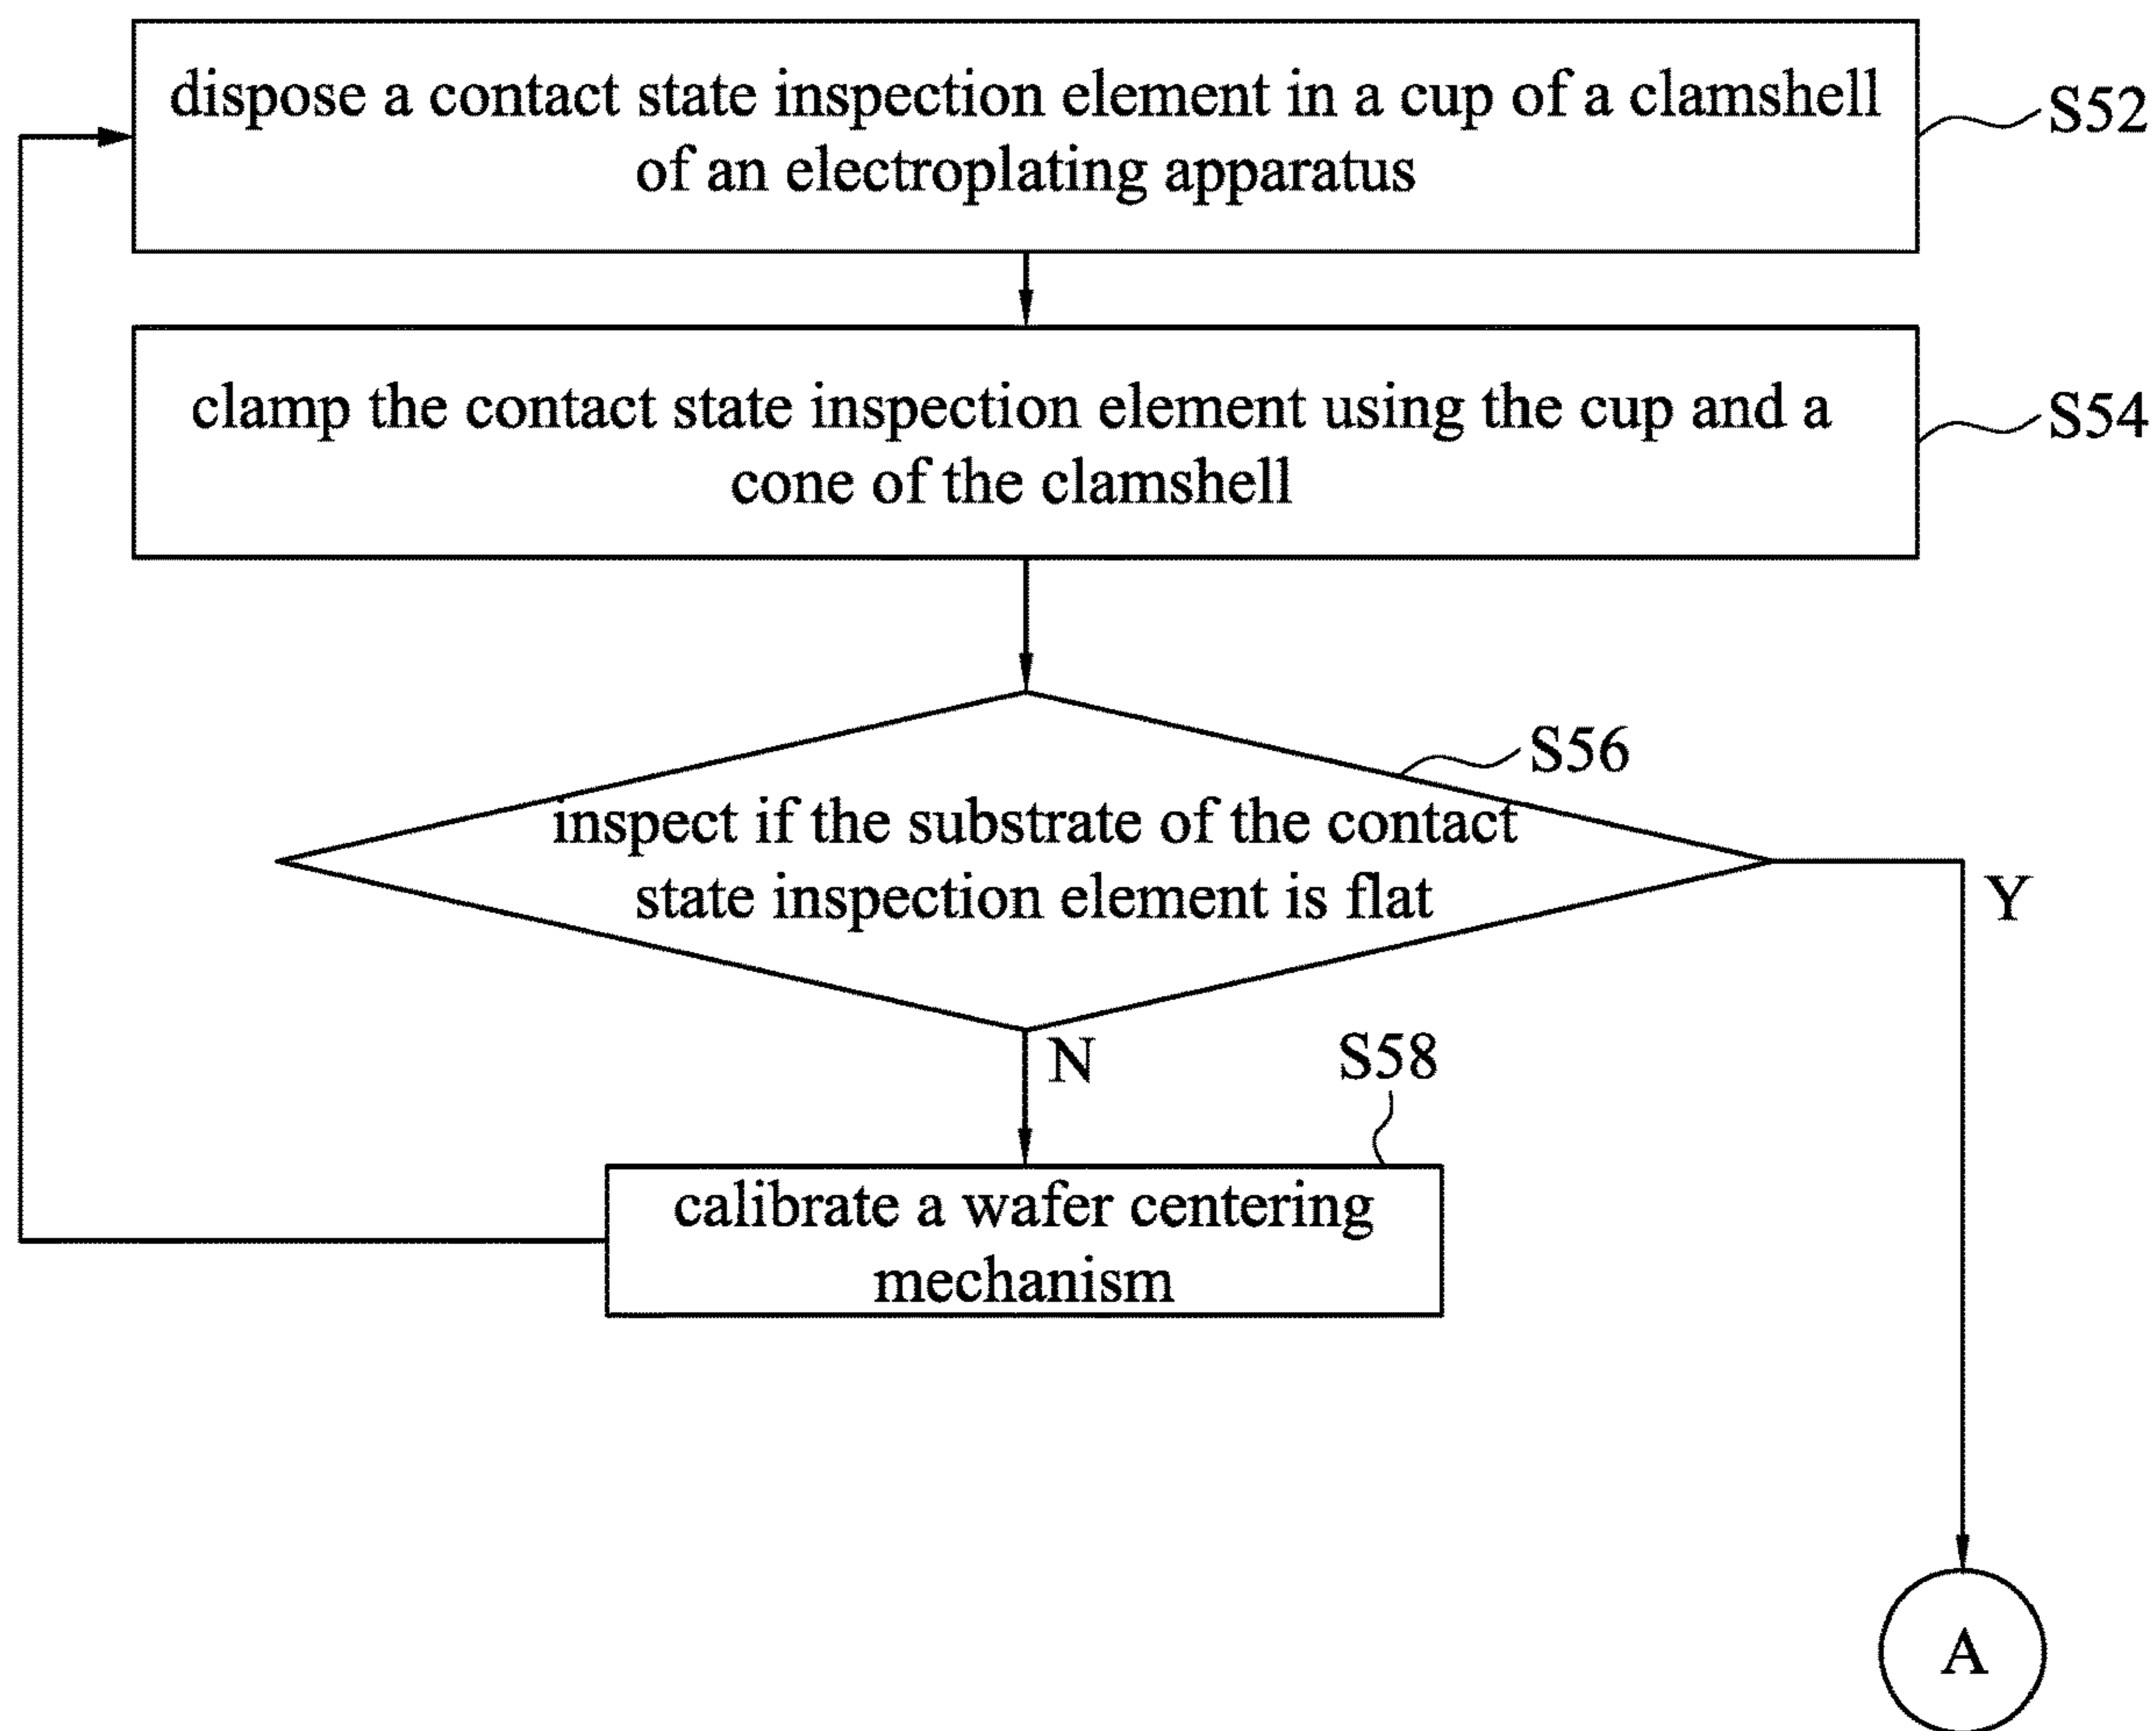 dispose a contact state inspection element in a cup of a clamshell
of an electroplating apparatus
S52
clamp the contact state inspection element using the cup and a
cone of the clamshell
S54
S56
inspect if the substrate of the contact
state inspection element is flat
Y
N
S58
calibrate a wafer centering
mechanism
A